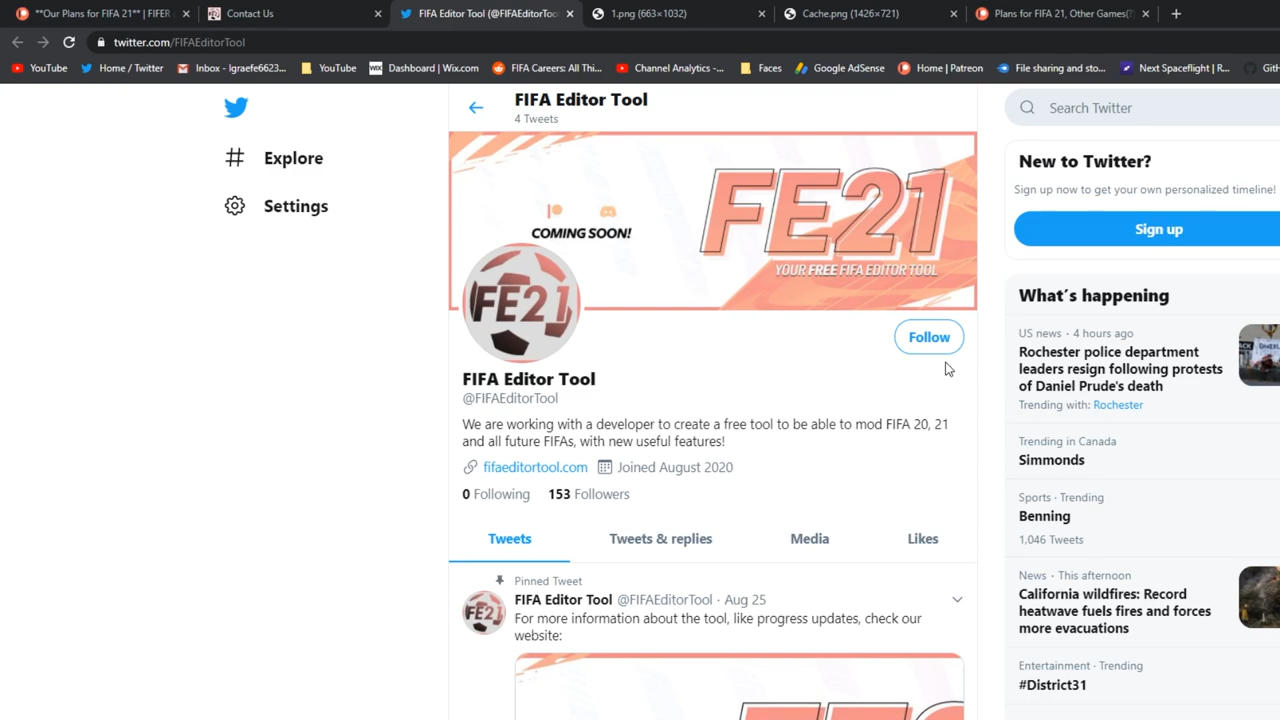 **Our Plans for FIFA 21** | FIFER
Contact Us
FIFA Editor Tool (@FIFAEditorToo
1.png (663×1032)
Cache.png (1426×721)
Plans for FIFA 21, Other Games(?
twitter.com/FIFAEditorTool
YouTube
Home / Twitter
Inbox - lgraefe6623...
YouTube
WIX
Dashboard | Wix.com
FIFA Careers: All Thi...
Channel Analytics -...
Faces
Google AdSense
Home | Patreon
File sharing and sto...
Next Spaceflight | R...
GitH
FIFA Editor Tool
4 Tweets
Search Twitter
Explore
Settings
COMING SOON!
FE21
YOUR FREE FIFA EDITOR TOOL
FE21
Follow
FIFA Editor Tool
@FIFAEditorTool
We are working with a developer to create a free tool to be able to mod FIFA 20, 21
and all future FIFAs, with new useful features!
fifaeditortool.com Joined August 2020
0 Following 153 Followers
Tweets Tweets & replies Media Likes
Pinned Tweet
FE21
FIFA Editor Tool @FIFAEditorTool · Aug 25
For more information about the tool, like progress updates, check our
website:
New to Twitter?
Sign up now to get your own personalized timeline!
Sign up
What's happening
US news · 4 hours ago
Rochester police department
leaders resign following protests
of Daniel Prude's death
Trending with: Rochester
Trending in Canada
Simmonds
Sports · Trending
Benning
1,046 Tweets
News · This afternoon
California wildfires: Record
heatwave fuels fires and forces
more evacuations
Entertainment · Trending
#District31